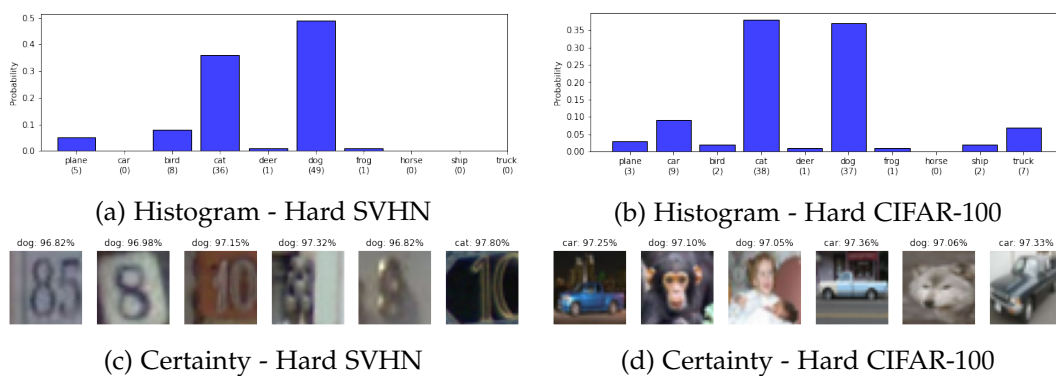 0.5
0.4
0.3
0.2
0.1
0.0
Probability
plane car bird cat deer dog frog horse ship truck
(5) (0) (8) (36) (1) (49) (1) (0) (0) (0)
(a) Histogram - Hard SVHN
0.35
0.30
0.25
0.20
0.15
0.10
0.05
0.00
Probability
plane car bird cat deer dog frog horse ship truck
(3) (9) (2) (38) (1) (37) (1) (0) (2) (7)
(b) Histogram - Hard CIFAR-100
dog: 96.82% dog: 96.98% dog: 97.15% dog: 97.32% dog: 96.82% cat: 97.80%
85 8 10 8 8 10
(c) Certainty - Hard SVHN
car: 97.25% dog: 97.10% dog: 97.05% car: 97.36% dog: 97.06% car: 97.33%
(d) Certainty - Hard CIFAR-100